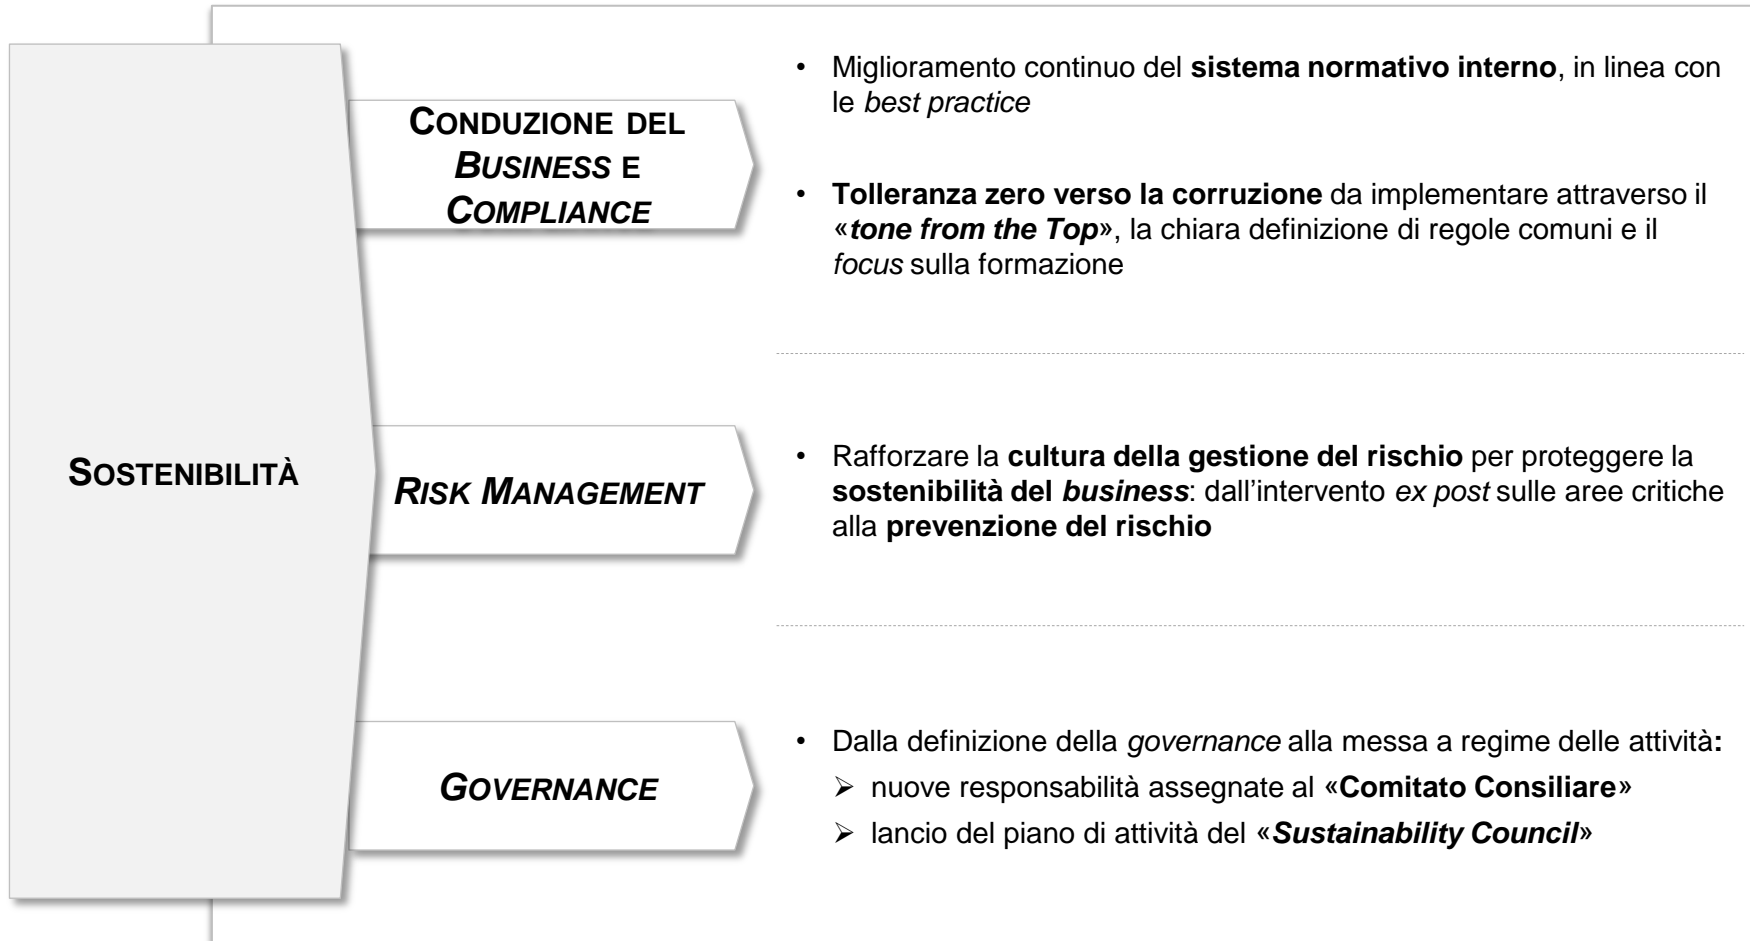 SOSTENIBILITÀ
CONDUZIONE DEL
BUSINESS E
COMPLIANCE
• Miglioramento continuo del sistema normativo interno, in linea con
le best practice
• Tolleranza zero verso la corruzione da implementare attraverso il
«tone from the Top», la chiara definizione di regole comuni e il
focus sulla formazione
RISK MANAGEMENT
• Rafforzare la cultura della gestione del rischio per proteggere la
sostenibilità del business: dall’intervento ex post sulle aree critiche
alla prevenzione del rischio
GOVERNANCE
• Dalla definizione della governance alla messa a regime delle attività:
➢ nuove responsabilità assegnate al «Comitato Consiliare»
➢ lancio del piano di attività del «Sustainability Council»